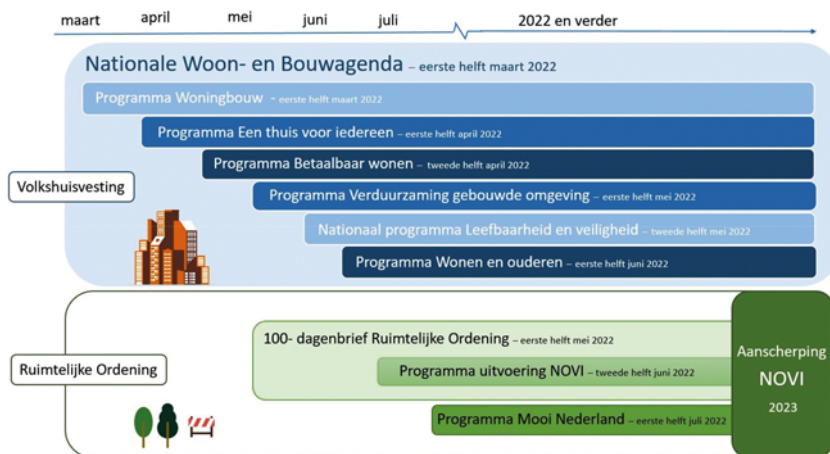 maart april mei juni juli 2022 en verder
Nationale Woon- en Bouwagenda – eerste helft maart 2022
Programma Woningbouw - eerste helft maart 2022
Programma Een thuis voor iedereen – eerste helft april 2022
Programma Betaalbaar wonen – tweede helft april 2022
Volkshuisvesting
Programma Verduurzaming gebouwde omgeving – eerste helft mei 2022
Nationaal programma Leefbaarheid en veiligheid – tweede helft mei 2022
Programma Wonen en ouderen – eerste helft juni 2022
100- dagenbrief Ruimtelijke Ordening – eerste helft mei 2022
Ruimtelijke Ordening
Programma uitvoering NOVI – tweede helft juni 2022
Programma Mooi Nederland – eerste helft juli 2022
Aanscherping
NOVI
2023